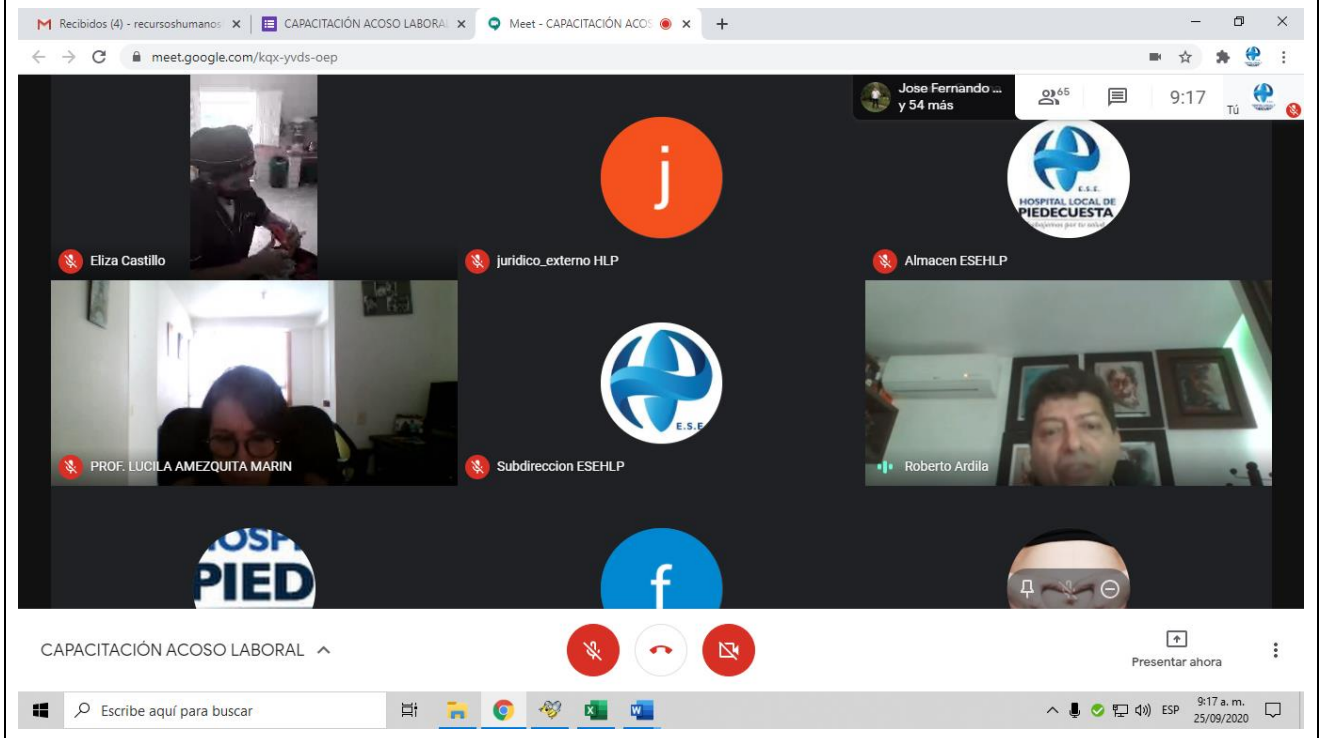 Recibidos (4) - recursoshumanos
CAPACITACIÓN ACOSO LABORAL
Meet - CAPACITACIÓN ACOS
meet.google.com/kqx-yvds-oep
Jose Fernando ...
y 54 más
65
9:17
Tú
j
E.S.E.
HOSPITAL LOCAL DE
PIEDECUESTA
Eliza Castillo
juridico_externo HLP
Almacen ESEHLP
E.S.E
PROF. LUCILA AMEZQUITA MARIN
Subdireccion ESEHLP
Roberto Ardila
HOSPI
PIED
f
CAPACITACIÓN ACOSO LABORAL
Presentar ahora
Escribe aquí para buscar
ESP
9:17 a. m.
25/09/2020